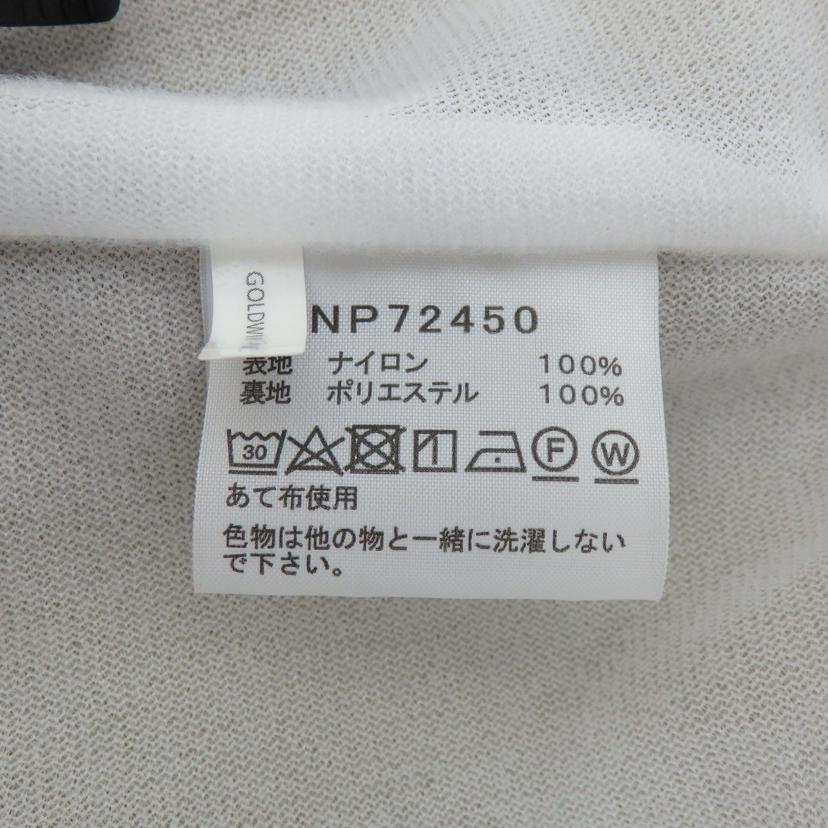 GOLDWIN
NP72450
表地 ナイロン 100%
裏地 ポリエステル 100%
30 F W
あて布使用
色物は他の物と一緒に洗濯しない
で下さい。